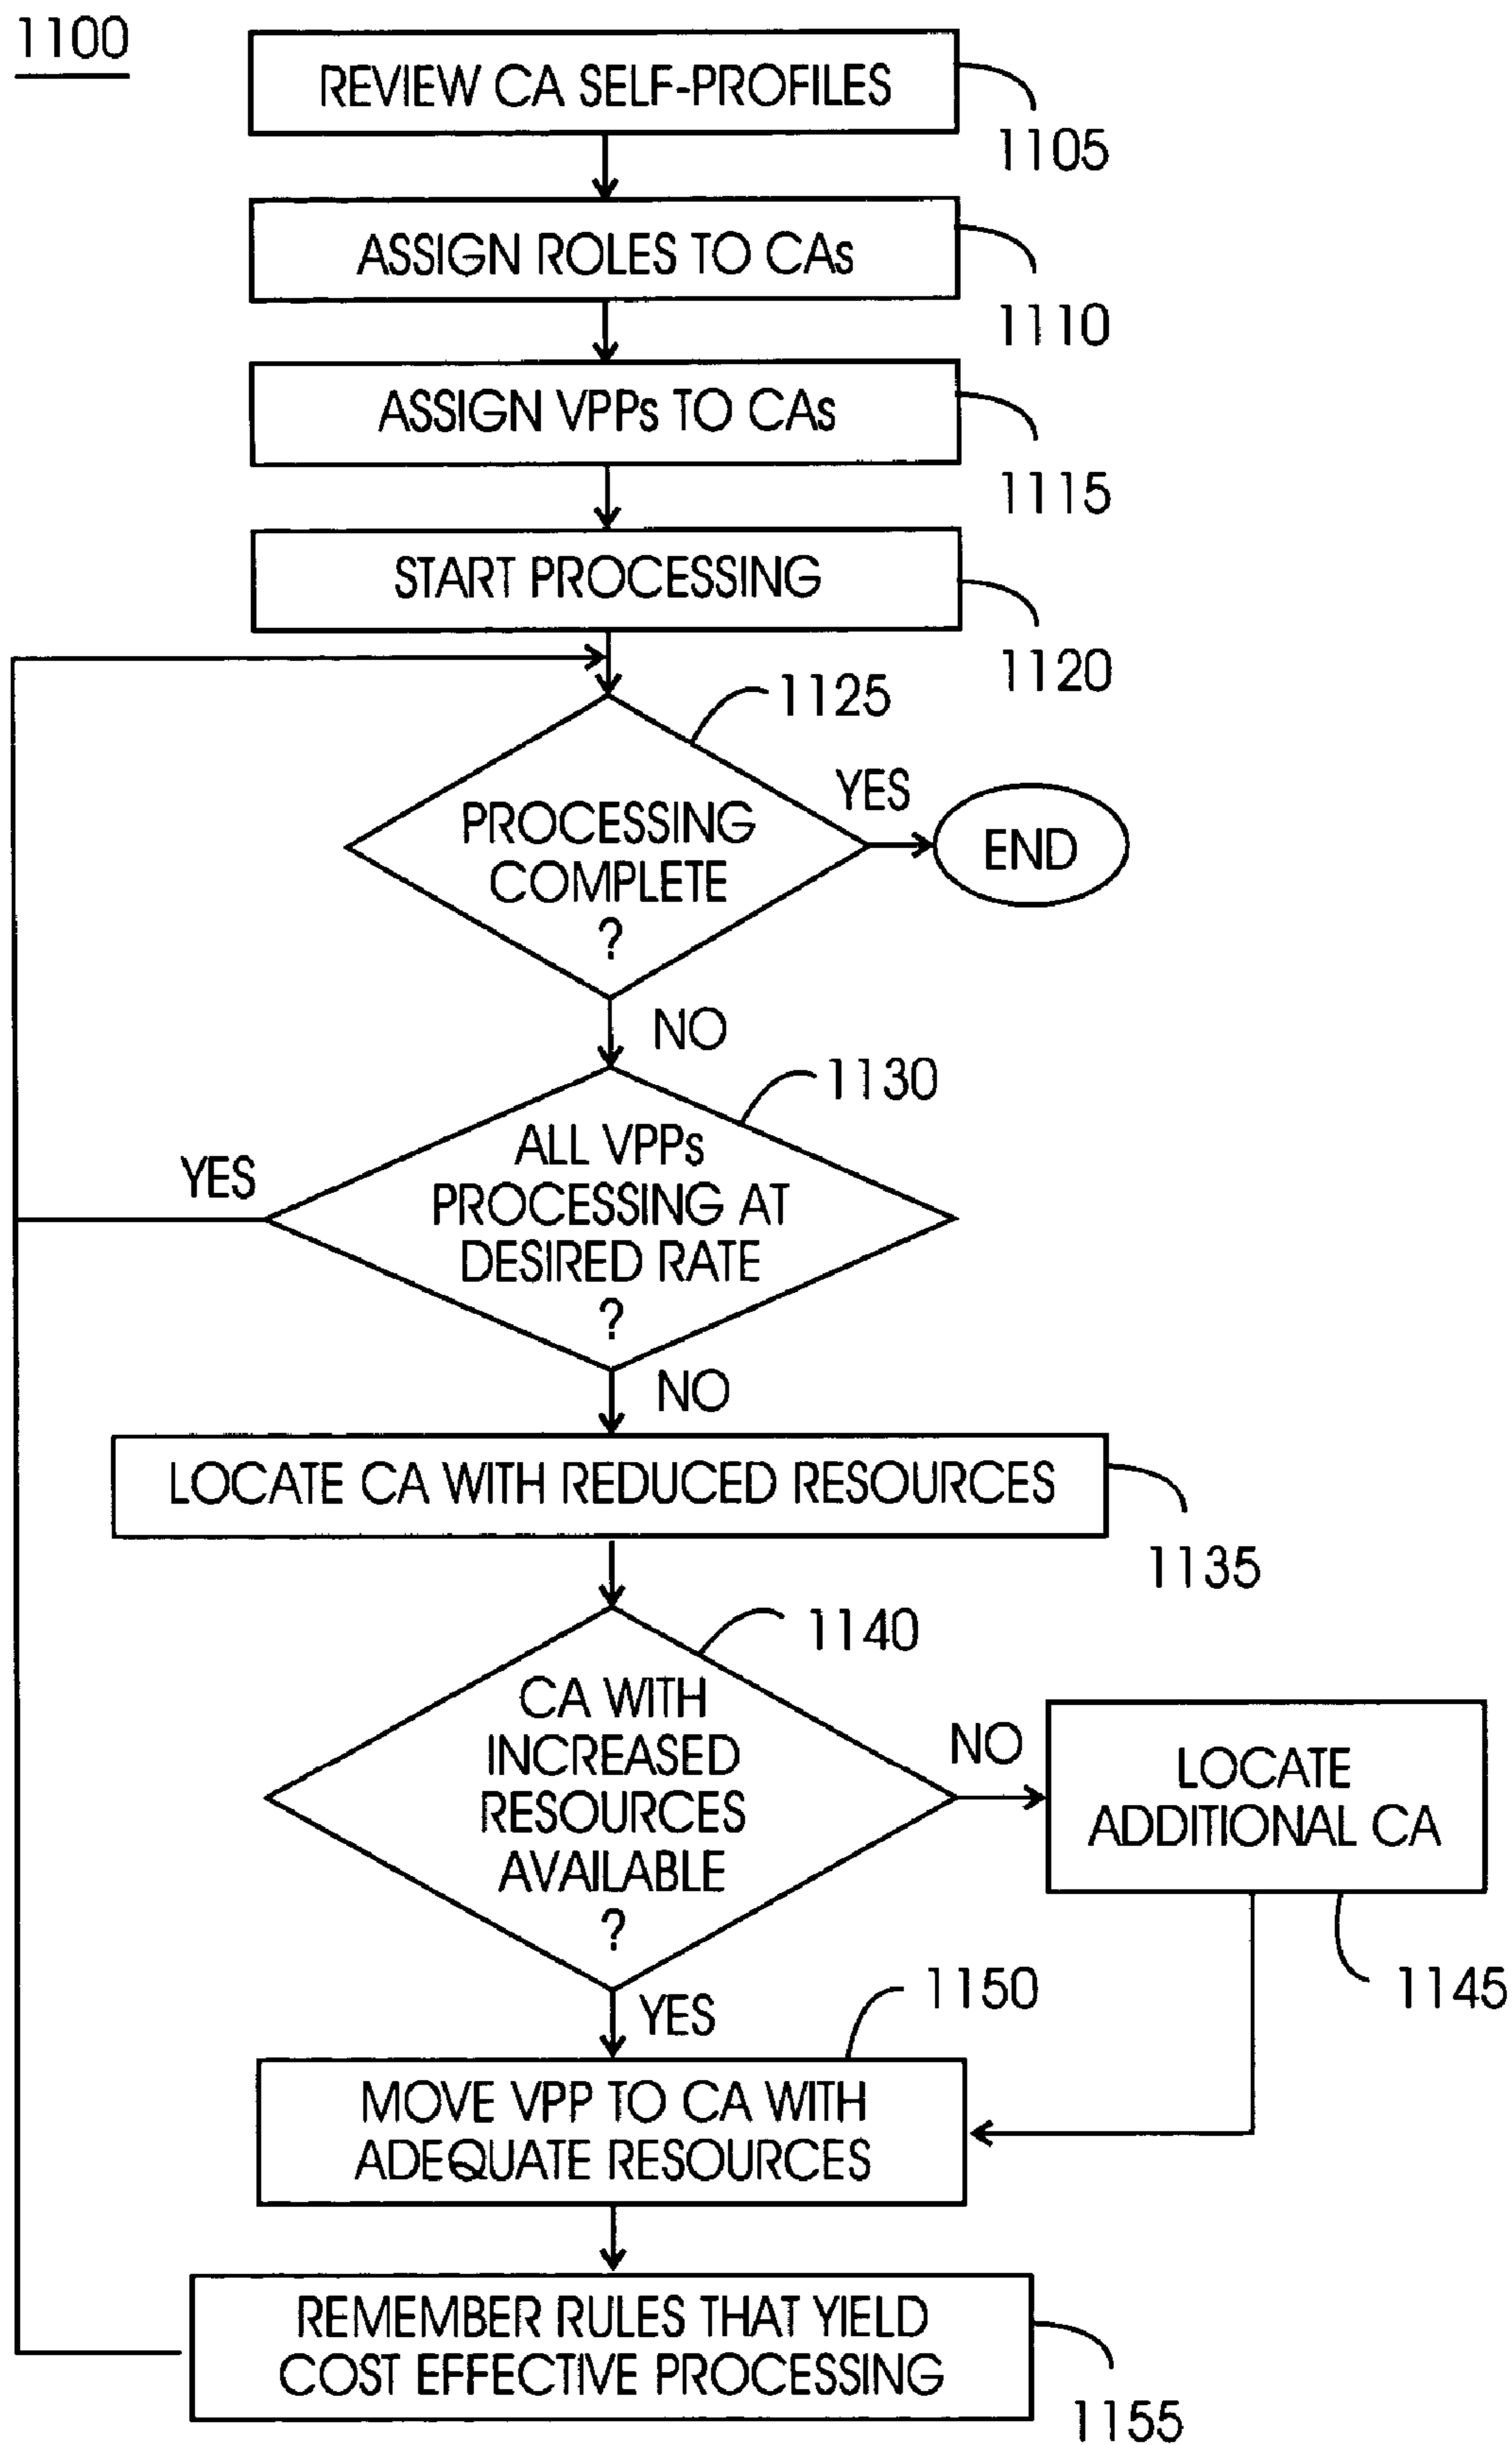 1100
REVIEW CA SELF-PROFILES
1105
ASSIGN ROLES TO CAs
1110
ASSIGN VPPs TO CAs
1115
START PROCESSING
1120
1125
PROCESSING
COMPLETE
?
YES
END
NO
1130
ALL VPPs
PROCESSING AT
DESIRED RATE
?
YES
NO
LOCATE CA WITH REDUCED RESOURCES
1135
1140
CA WITH
INCREASED
RESOURCES
AVAILABLE
?
NO
LOCATE
ADDITIONAL CA
1145
YES
1150
MOVE VPP TO CA WITH
ADEQUATE RESOURCES
REMEMBER RULES THAT YIELD
COST EFFECTIVE PROCESSING
1155